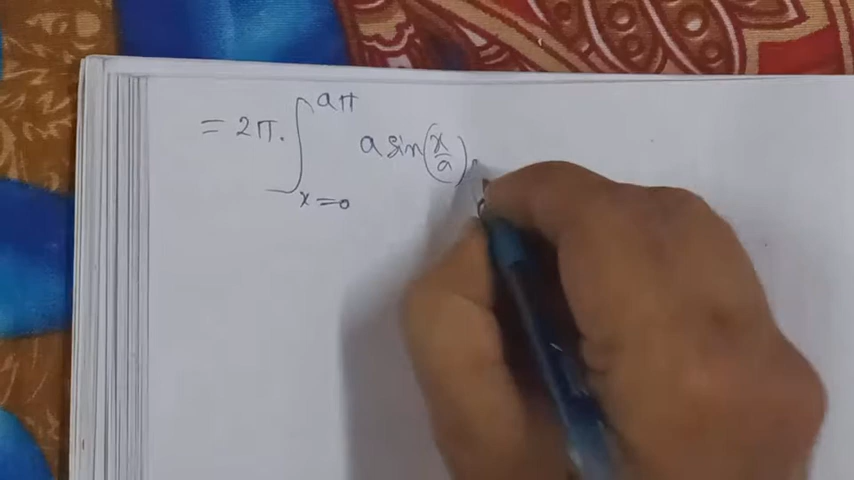 = 2π. ∫_{x=0}^{aπ} a sin(x/a)